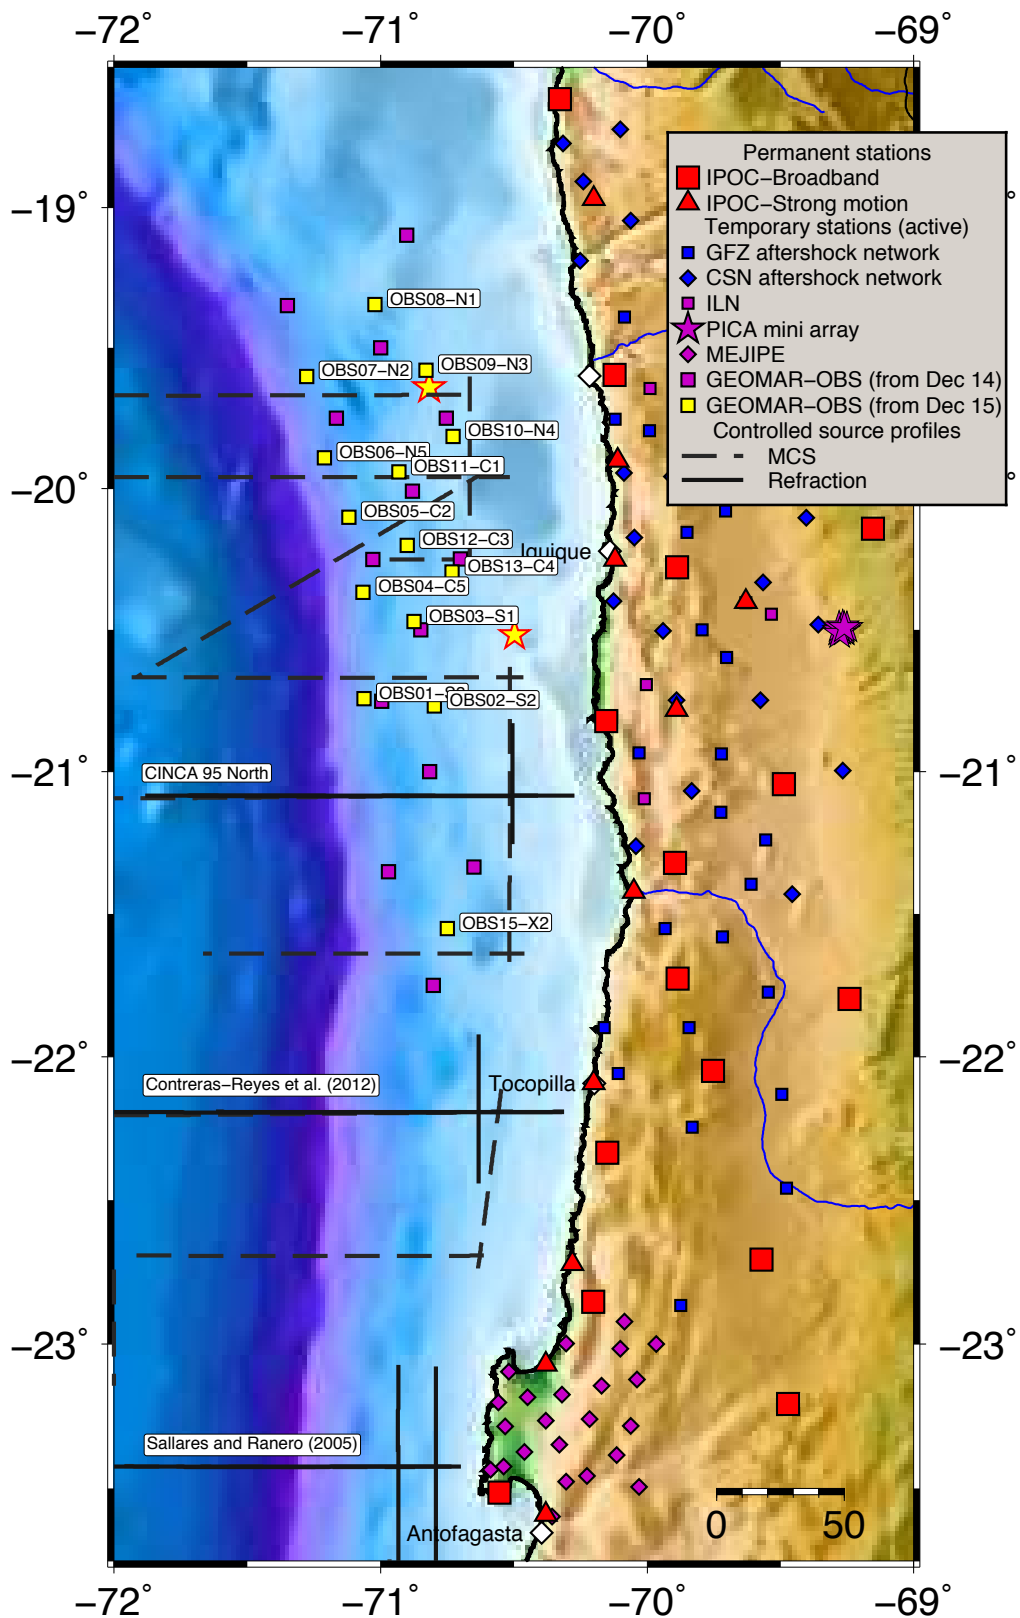 −72˚ −71˚ −70˚ −69˚
Permanent stations
IPOC−Broadband
IPOC−Strong motion
Temporary stations (active)
GFZ aftershock network
CSN aftershock network
ILN
PICA mini array
MEJIPE
GEOMAR−OBS (from Dec 14)
GEOMAR−OBS (from Dec 15)
Controlled source profiles
MCS
Refraction
−19˚ ˚
OBS08−N1
OBS09−N3
OBS07−N2
OBS10−N4
OBS06−N5
OBS11−C1
−20˚ ˚
OBS05−C2
OBS12−C3
Iquique
OBS13−C4
OBS04−C5
OBS03−S1
OBS01−
OBS02−S2
−21˚ −21˚
CINCA 95 North
OBS15−X2
−22˚ −22˚
Contreras−Reyes et al. (2012)
Tocopilla
−23˚ −23˚
Sallares and Ranero (2005)
0 50
Antofagasta
−72˚ −71˚ −70˚ −69˚